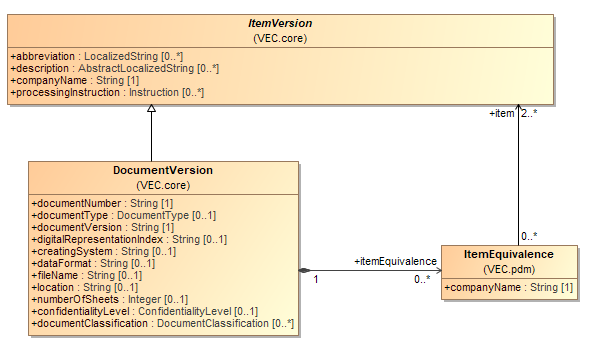 ItemVersion
(VEC.core)
+abbreviation : LocalizedString [0..*]
+description : AbstractLocalizedString [0..*]
+companyName : String [1]
+processingInstruction : Instruction [0..*]
+item 2..*
DocumentVersion
(VEC.core)
+documentNumber : String [1]
+documentType : DocumentType [0..1]
+documentVersion : String [1]
+digitalRepresentationIndex : String [0..1]
+creatingSystem : String [0..1]
+dataFormat : String [0..1]
+fileName : String [0..1]
+location : String [0..1]
+numberOfSheets : Integer [0..1]
+confidentialityLevel : ConfidentialityLevel [0..1]
+documentClassification : DocumentClassification [0..*]
0..*
+itemEquivalence
1 0..*
ItemEquivalence
(VEC.pdm)
+companyName : String [1]